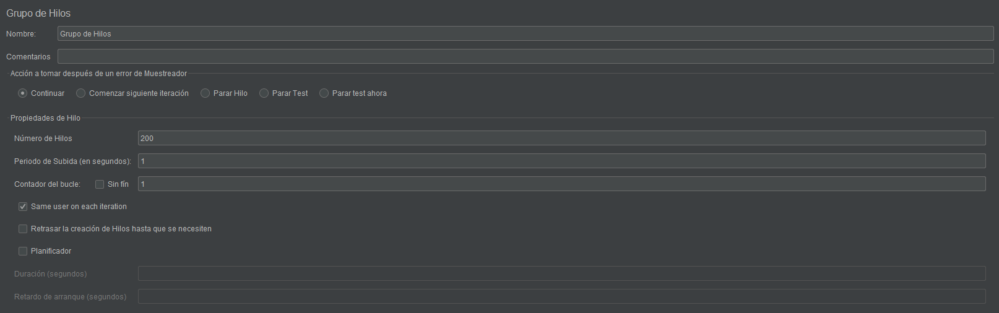 Grupo de Hilos
Nombre: Grupo de Hilos
Comentarios
Acción a tomar después de un error de Muestreador
Continuar Comenzar siguiente iteración Parar Hilo Parar Test Parar test ahora
Propiedades de Hilo
Número de Hilos 200
Periodo de Subida (en segundos): 1
Contador del bucle: Sin fín 1
Same user on each iteration
Retrasar la creación de Hilos hasta que se necesiten
Planificador
Duración (segundos)
Retardo de arranque (segundos)